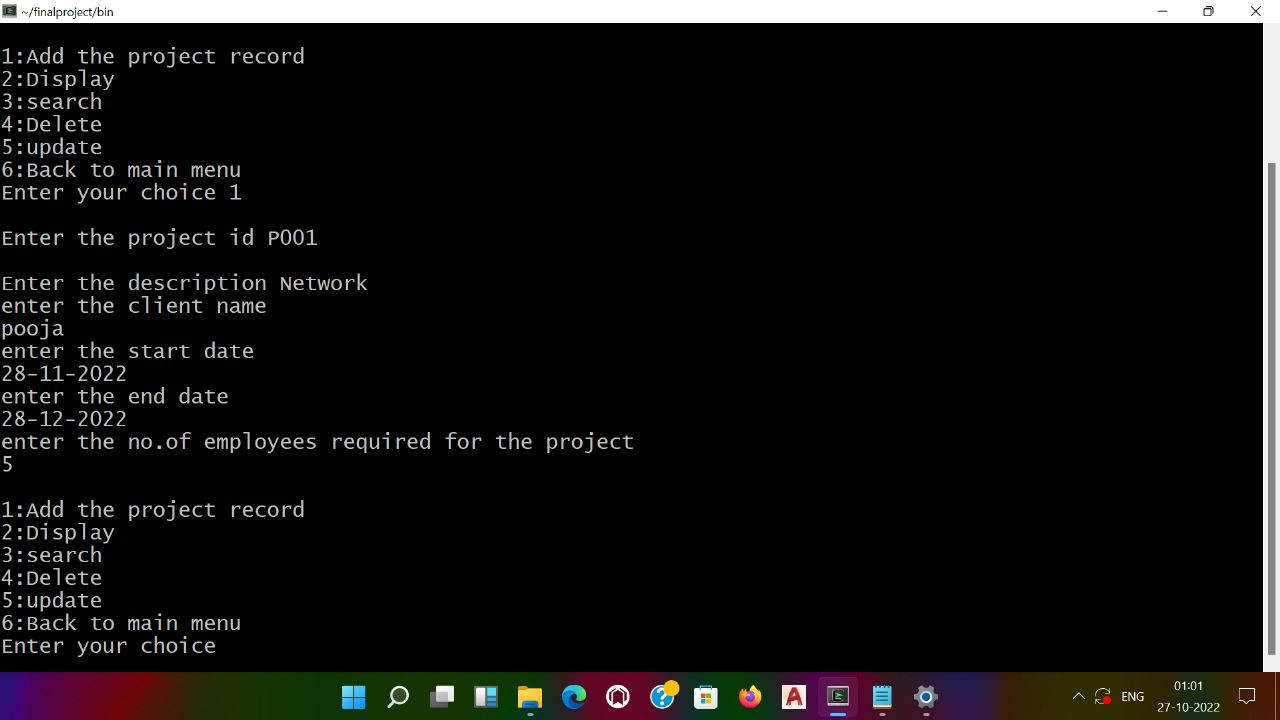 ~/finalproject/bin
1:Add the project record
2:Display
3:search
4:Delete
5:update
6:Back to main menu
Enter your choice 1
Enter the project id P001
Enter the description Network
enter the client name
pooja
enter the start date
28-11-2022
enter the end date
28-12-2022
enter the no.of employees required for the project
5
1:Add the project record
2:Display
3:search
4:Delete
5:update
6:Back to main menu
Enter your choice
ENG
01:01
27-10-2022